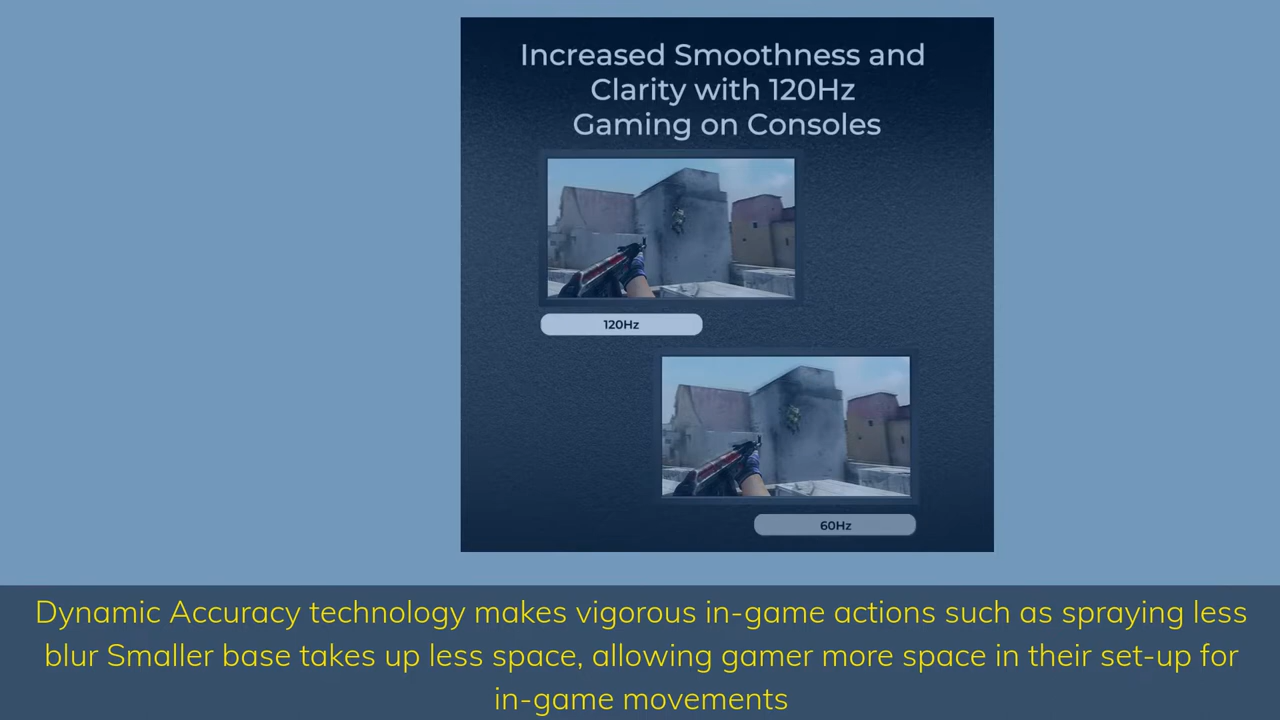 Increased Smoothness and
Clarity with 120Hz
Gaming on Consoles
120Hz
60Hz
Dynamic Accuracy technology makes vigorous in-game actions such as spraying less
blur Smaller base takes up less space, allowing gamer more space in their set-up for
in-game movements